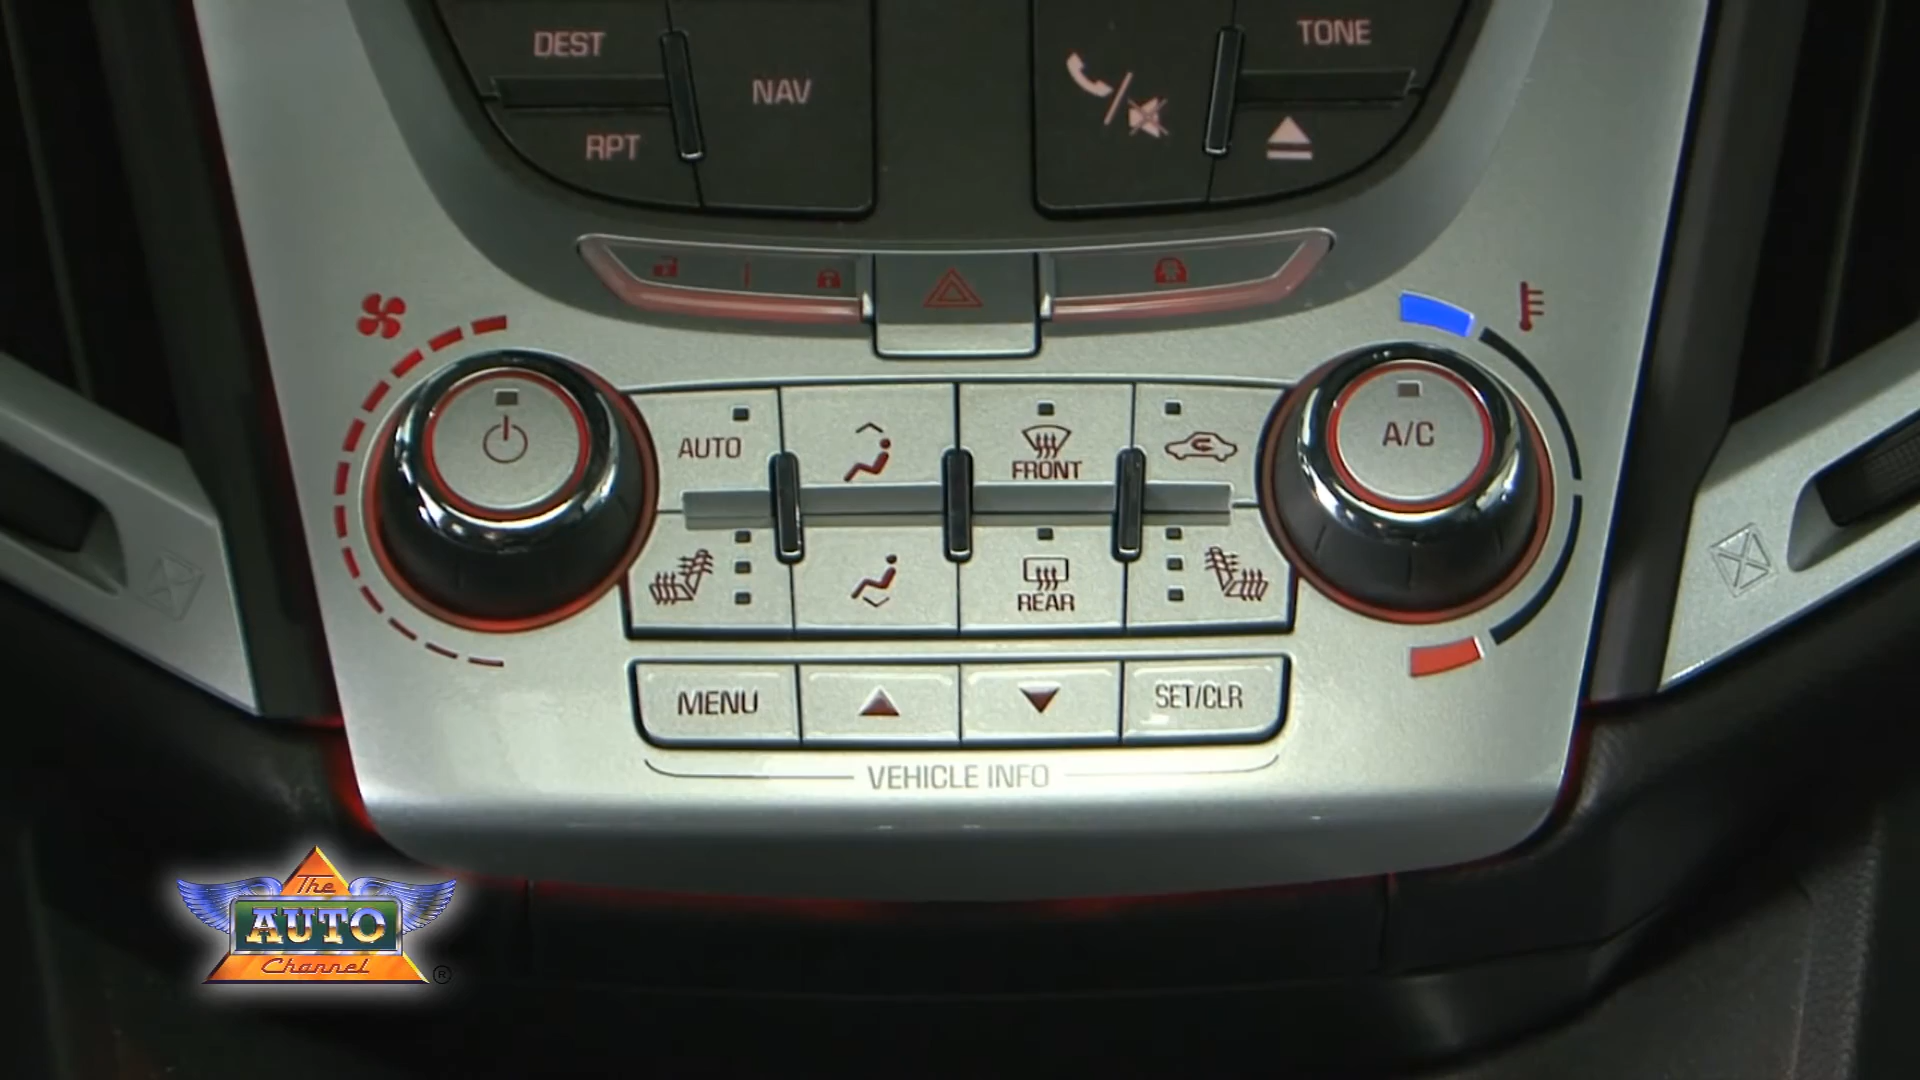 DEST
NAV
RPT
TONE
AUTO
FRONT
A/C
REAR
MENU
SET/CLR
VEHICLE INFO
The
AUTO
Channel
®